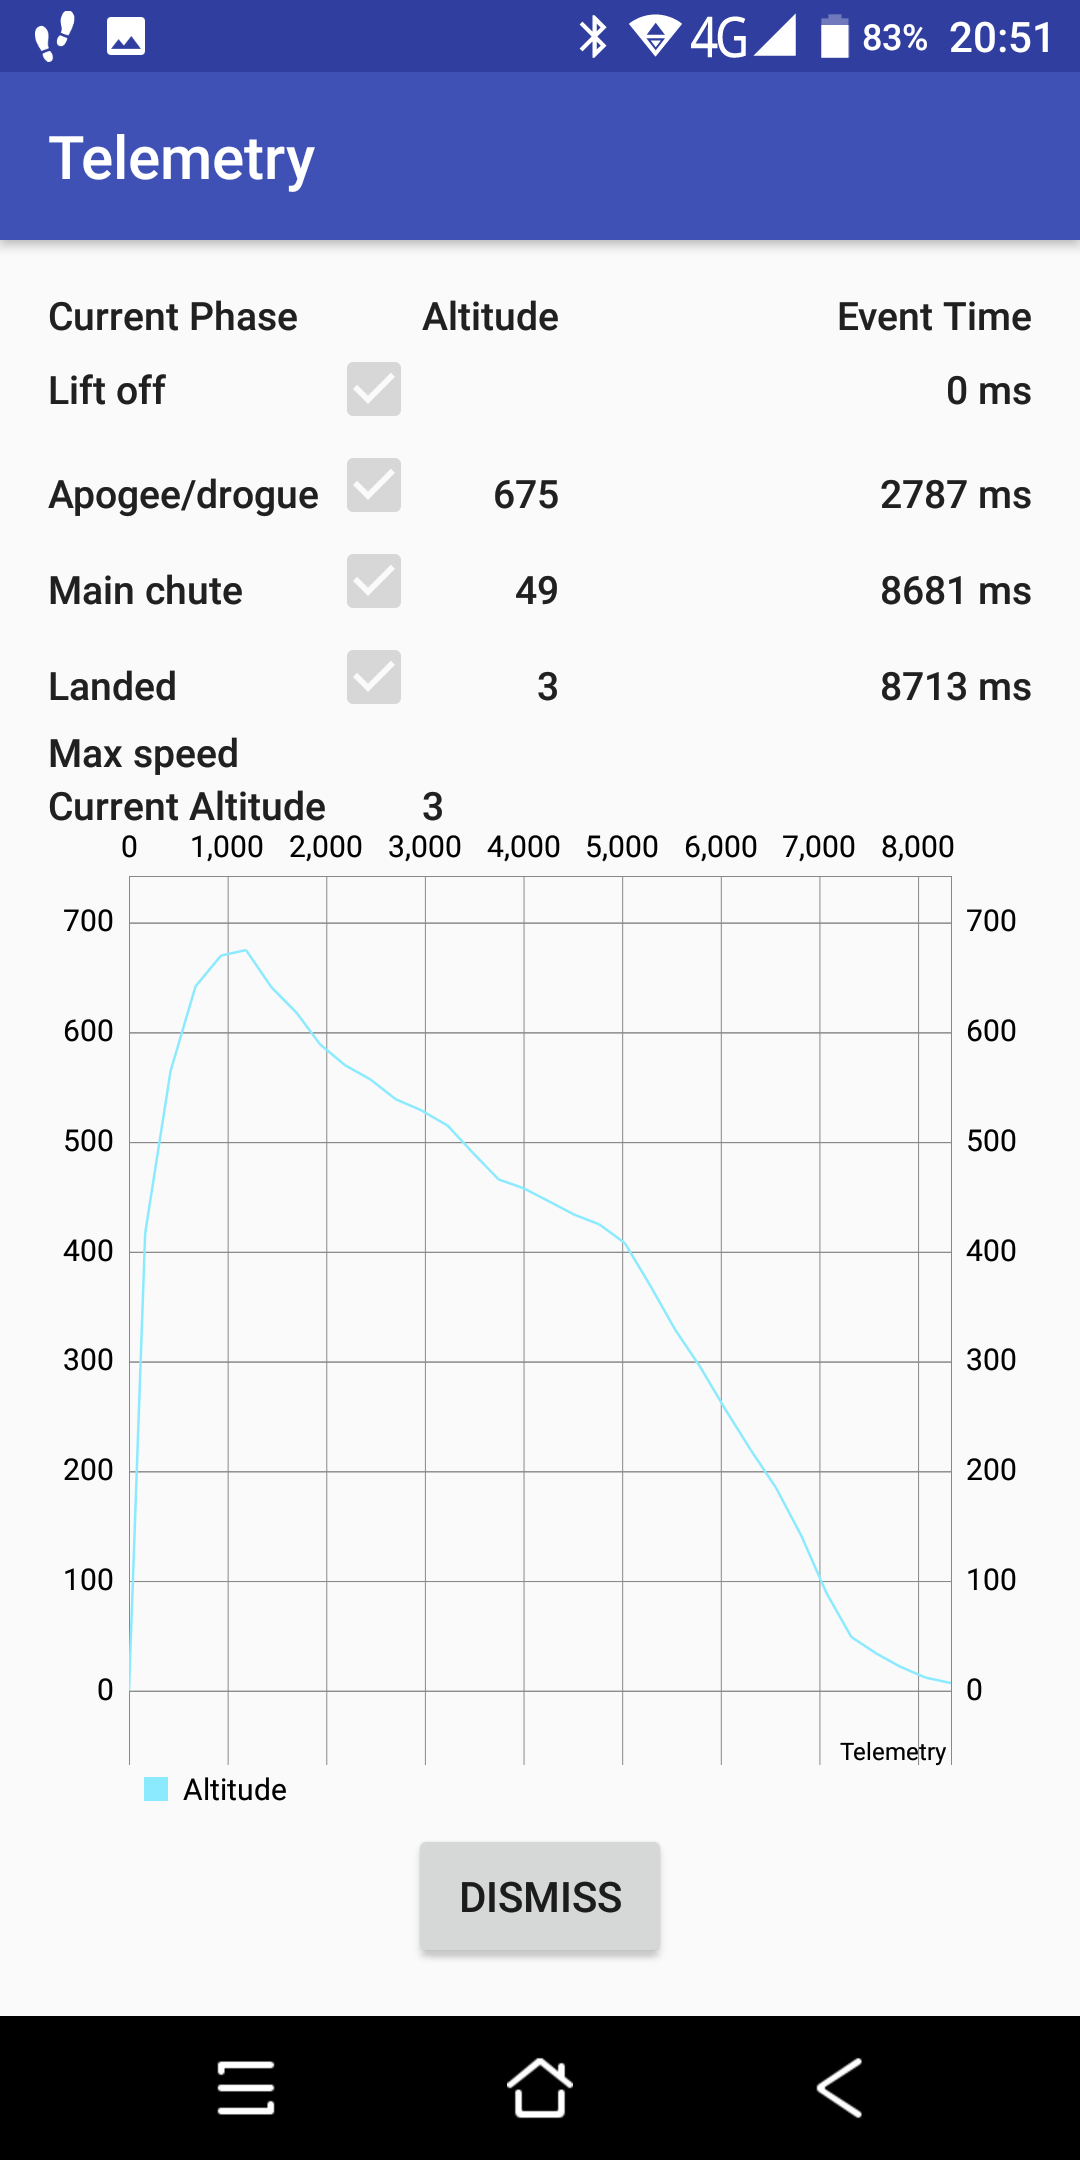 4G 83% 20:51
Telemetry
Current Phase Altitude Event Time
Lift off 0 ms
Apogee/drogue 675 2787 ms
Main chute 49 8681 ms
Landed 3 8713 ms
Max speed
Current Altitude 3
0 1,000 2,000 3,000 4,000 5,000 6,000 7,000 8,000
700 700
600 600
500 500
400 400
300 300
200 200
100 100
0 0
Telemetry
Altitude
DISMISS